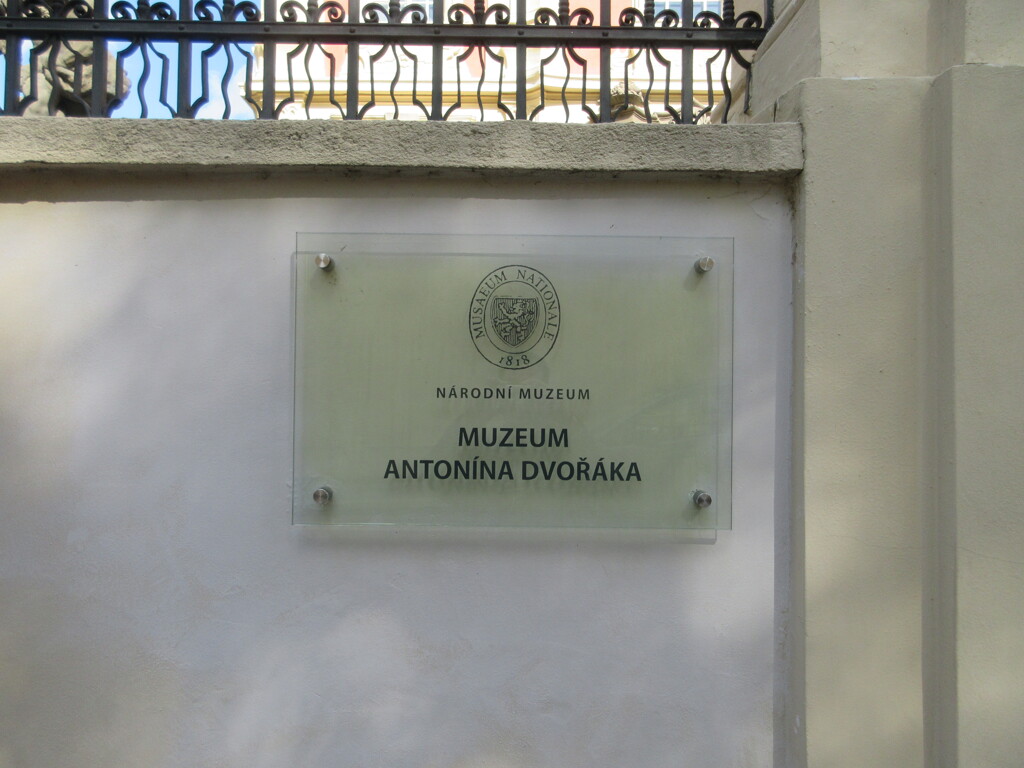 MUSAEUM NATIONALE
1818
NÁRODNÍ MUZEUM
MUZEUM
ANTONÍNA DVOŘÁKA